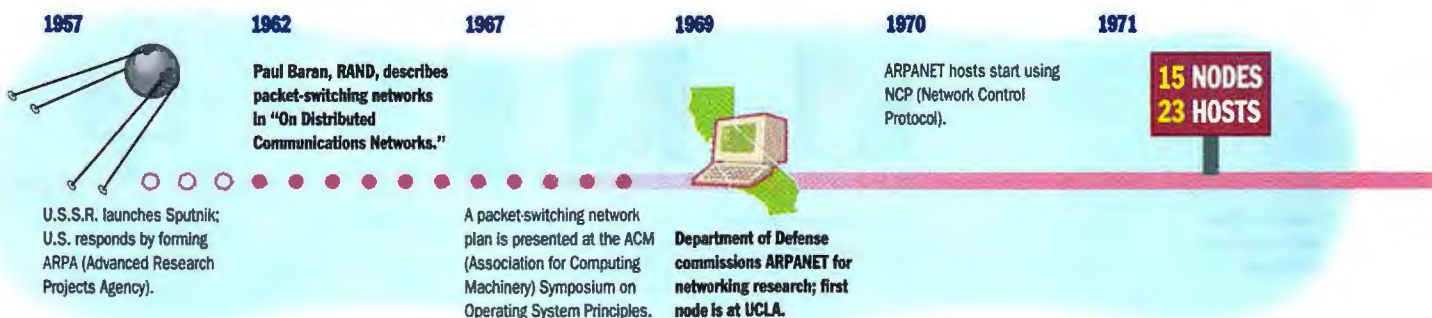 1957
U.S.S.R. launches Sputnik;
U.S. responds by forming
ARPA (Advanced Research
Projects Agency).
1962
Paul Baran, RAND, describes
packet-switching networks
in "On Distributed
Communications Networks."
1967
A packet-switching network
plan is presented at the ACM
(Association for Computing
Machinery) Symposium on
Operating System Principles.
1969
Department of Defense
commissions ARPANET for
networking research; first
node is at UCLA.
1970
ARPANET hosts start using
NCP (Network Control
Protocol).
1971
15 NODES
23 HOSTS